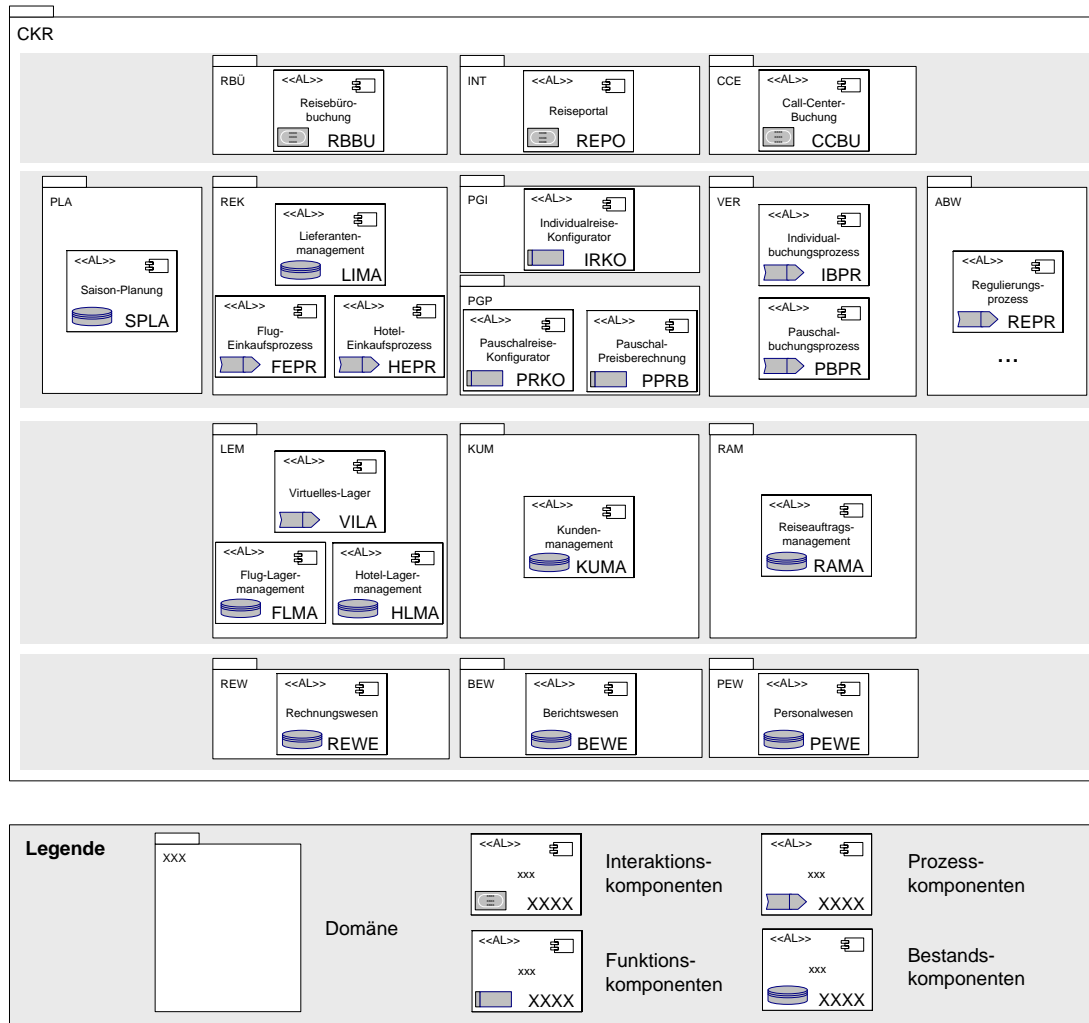 CKR
RBÜ
<<AL>>
Reisebüro-
buchung
RBBU
INT
<<AL>>
Reiseportal
REPO
CCE
<<AL>>
Call-Center-
Buchung
CCBU
PLA
<<AL>>
Saison-Planung
SPLA
REK
<<AL>>
Lieferanten-
management
LIMA
<<AL>>
Flug-
Einkaufsprozess
FEPR
<<AL>>
Hotel-
Einkaufsprozess
HEPR
PGI
<<AL>>
Individualreise-
Konfigurator
IRKO
PGP
<<AL>>
Pauschalreise-
Konfigurator
PRKO
<<AL>>
Pauschal-
Preisberechnung
PPRB
VER
<<AL>>
Individual-
buchungsprozess
IBPR
<<AL>>
Pauschal-
buchungsprozess
PBPR
ABW
<<AL>>
Regulierungs-
prozess
REPR
...
LEM
<<AL>>
Virtuelles-Lager
VILA
<<AL>>
Flug-Lager-
management
FLMA
<<AL>>
Hotel-Lager-
management
HLMA
KUM
<<AL>>
Kunden-
management
KUMA
RAM
<<AL>>
Reiseauftrags-
management
RAMA
REW
<<AL>>
Rechnungswesen
REWE
BEW
<<AL>>
Berichtswesen
BEWE
PEW
<<AL>>
Personalwesen
PEWE
Legende
XXX
Domäne
<<AL>>
xxx
XXXX
Interaktions-
komponenten
<<AL>>
xxx
XXXX
Prozess-
komponenten
<<AL>>
xxx
XXXX
Funktions-
komponenten
<<AL>>
xxx
XXXX
Bestands-
komponenten